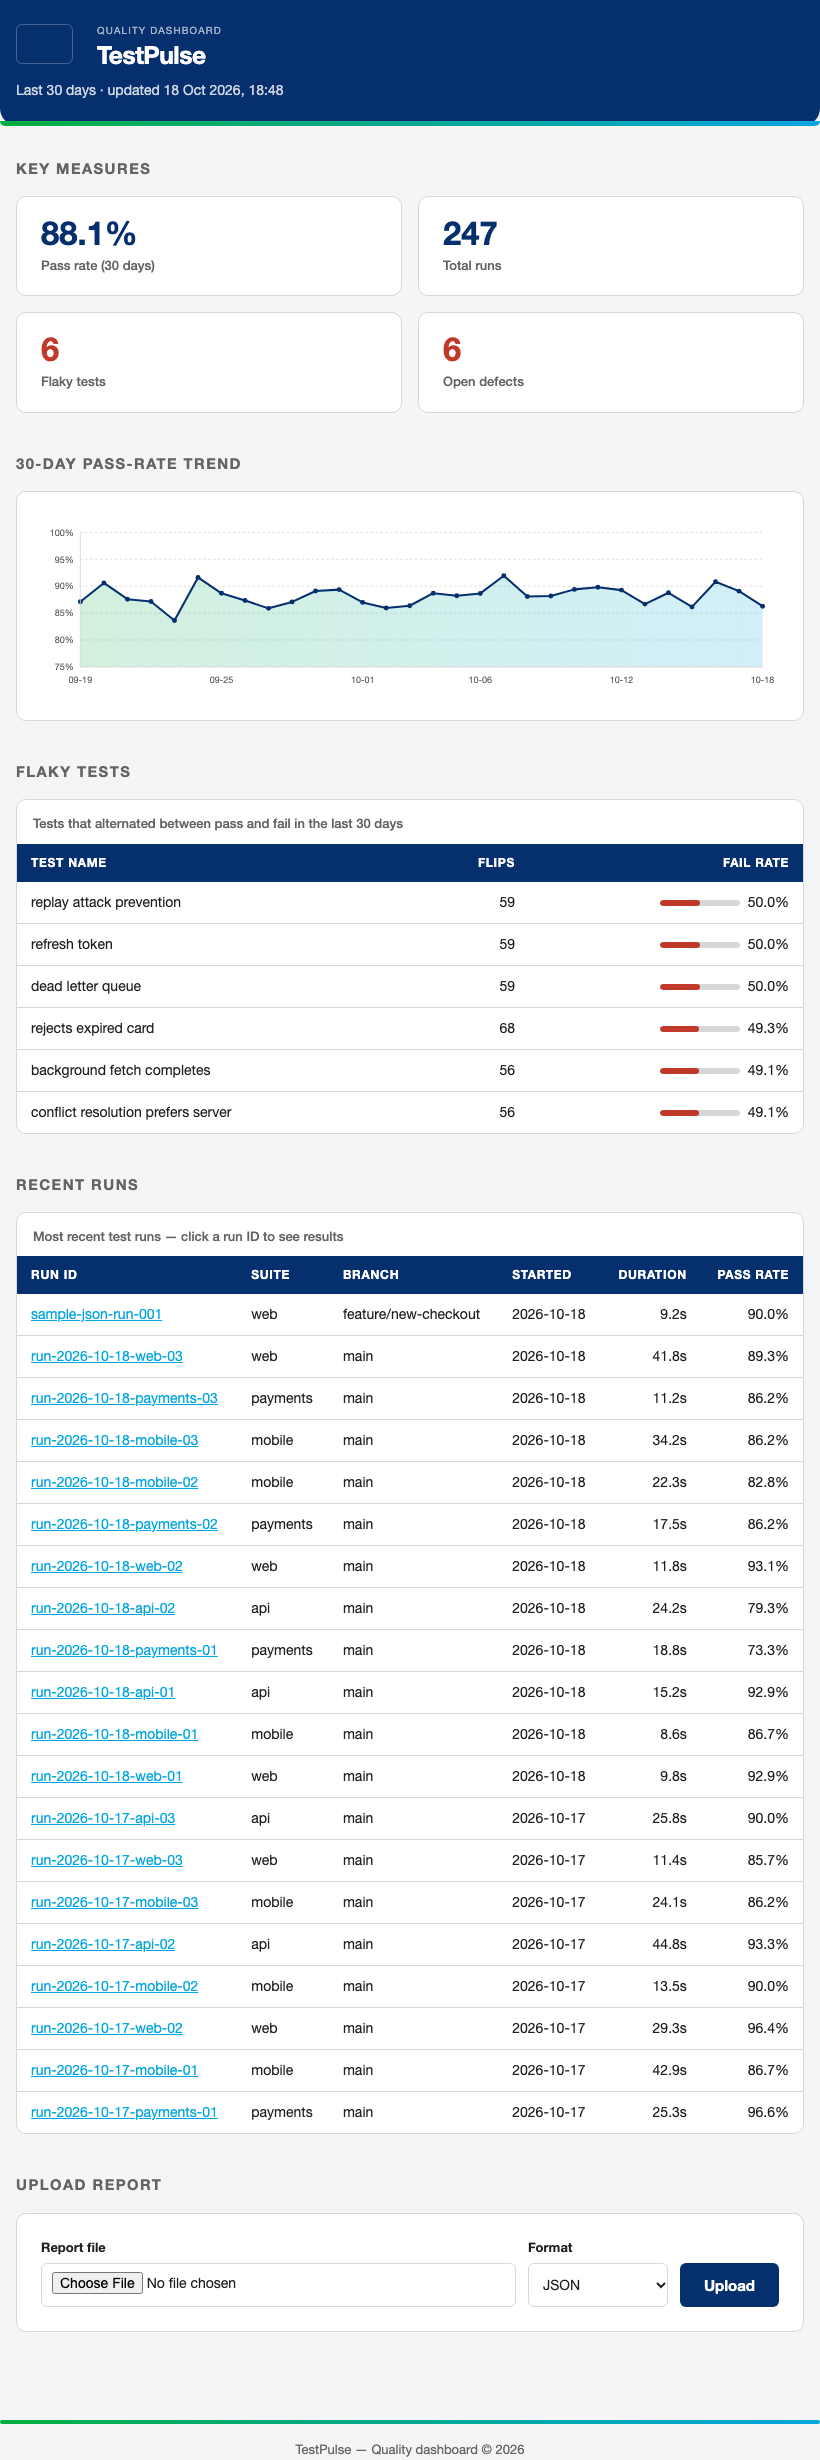 QUALITY DASHBOARD
TestPulse
Last 30 days · updated 18 Oct 2026, 18:48
KEY MEASURES
88.1%
Pass rate (30 days)
247
Total runs
6
Flaky tests
6
Open defects
30-DAY PASS-RATE TREND
100%
95%
90%
85%
80%
75%
09-19 09-25 10-01 10-06 10-12 10-18
FLAKY TESTS
Tests that alternated between pass and fail in the last 30 days
TEST NAME FLIPS FAIL RATE
replay attack prevention 59 50.0%
refresh token 59 50.0%
dead letter queue 59 50.0%
rejects expired card 68 49.3%
background fetch completes 56 49.1%
conflict resolution prefers server 56 49.1%
RECENT RUNS
Most recent test runs — click a run ID to see results
RUN ID SUITE BRANCH STARTED DURATION PASS RATE
sample-json-run-001 web feature/new-checkout 2026-10-18 9.2s 90.0%
run-2026-10-18-web-03 web main 2026-10-18 41.8s 89.3%
run-2026-10-18-payments-03 payments main 2026-10-18 11.2s 86.2%
run-2026-10-18-mobile-03 mobile main 2026-10-18 34.2s 86.2%
run-2026-10-18-mobile-02 mobile main 2026-10-18 22.3s 82.8%
run-2026-10-18-payments-02 payments main 2026-10-18 17.5s 86.2%
run-2026-10-18-web-02 web main 2026-10-18 11.8s 93.1%
run-2026-10-18-api-02 api main 2026-10-18 24.2s 79.3%
run-2026-10-18-payments-01 payments main 2026-10-18 18.8s 73.3%
run-2026-10-18-api-01 api main 2026-10-18 15.2s 92.9%
run-2026-10-18-mobile-01 mobile main 2026-10-18 8.6s 86.7%
run-2026-10-18-web-01 web main 2026-10-18 9.8s 92.9%
run-2026-10-17-api-03 api main 2026-10-17 25.8s 90.0%
run-2026-10-17-web-03 web main 2026-10-17 11.4s 85.7%
run-2026-10-17-mobile-03 mobile main 2026-10-17 24.1s 86.2%
run-2026-10-17-api-02 api main 2026-10-17 44.8s 93.3%
run-2026-10-17-mobile-02 mobile main 2026-10-17 13.5s 90.0%
run-2026-10-17-web-02 web main 2026-10-17 29.3s 96.4%
run-2026-10-17-mobile-01 mobile main 2026-10-17 42.9s 86.7%
run-2026-10-17-payments-01 payments main 2026-10-17 25.3s 96.6%
UPLOAD REPORT
Report file Format
Choose File No file chosen JSON Upload
TestPulse — Quality dashboard © 2026